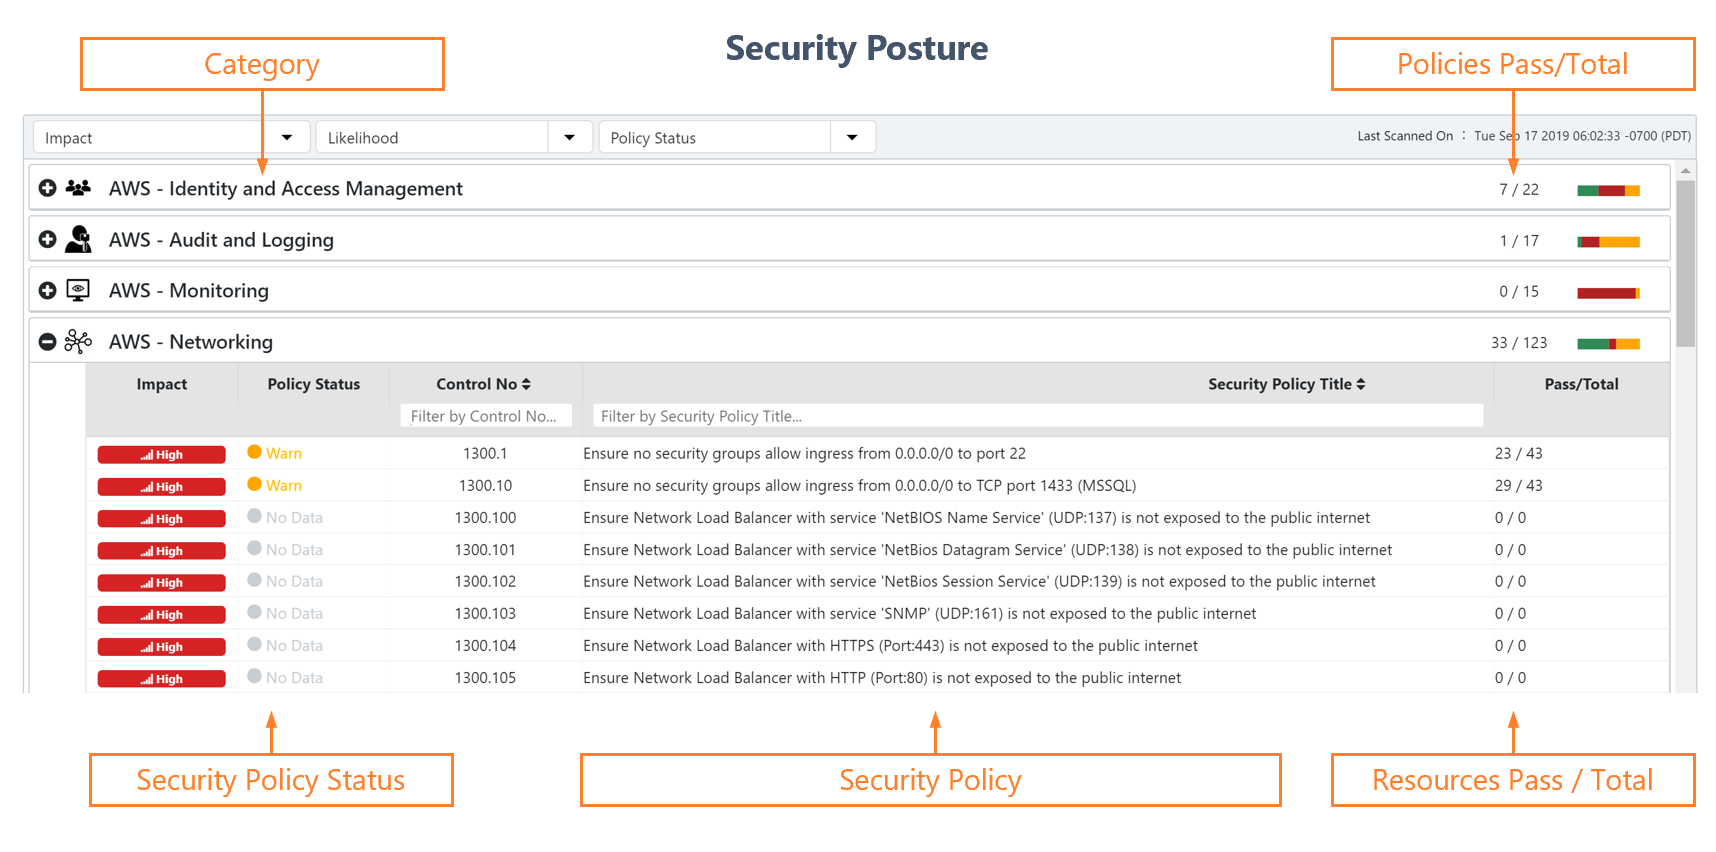 Security Posture
Category
Policies Pass/Total
Impact
Likelihood
Policy Status
Last Scanned On : Tue Sep 17 2019 06:02:33 -0700 (PDT)
AWS - Identity and Access Management 7 / 22
AWS - Audit and Logging 1 / 17
AWS - Monitoring 0 / 15
AWS - Networking 33 / 123
Impact Policy Status Control No Security Policy Title Pass/Total
Filter by Control No... Filter by Security Policy Title...
High Warn 1300.1 Ensure no security groups allow ingress from 0.0.0.0/0 to port 22 23 / 43
High Warn 1300.10 Ensure no security groups allow ingress from 0.0.0.0/0 to TCP port 1433 (MSSQL) 29 / 43
High No Data 1300.100 Ensure Network Load Balancer with service 'NetBIOS Name Service' (UDP:137) is not exposed to the public internet 0 / 0
High No Data 1300.101 Ensure Network Load Balancer with service 'NetBios Datagram Service' (UDP:138) is not exposed to the public internet 0 / 0
High No Data 1300.102 Ensure Network Load Balancer with service 'NetBios Session Service' (UDP:139) is not exposed to the public internet 0 / 0
High No Data 1300.103 Ensure Network Load Balancer with service 'SNMP' (UDP:161) is not exposed to the public internet 0 / 0
High No Data 1300.104 Ensure Network Load Balancer with HTTPS (Port:443) is not exposed to the public internet 0 / 0
High No Data 1300.105 Ensure Network Load Balancer with HTTP (Port:80) is not exposed to the public internet 0 / 0
Security Policy Status
Security Policy
Resources Pass / Total